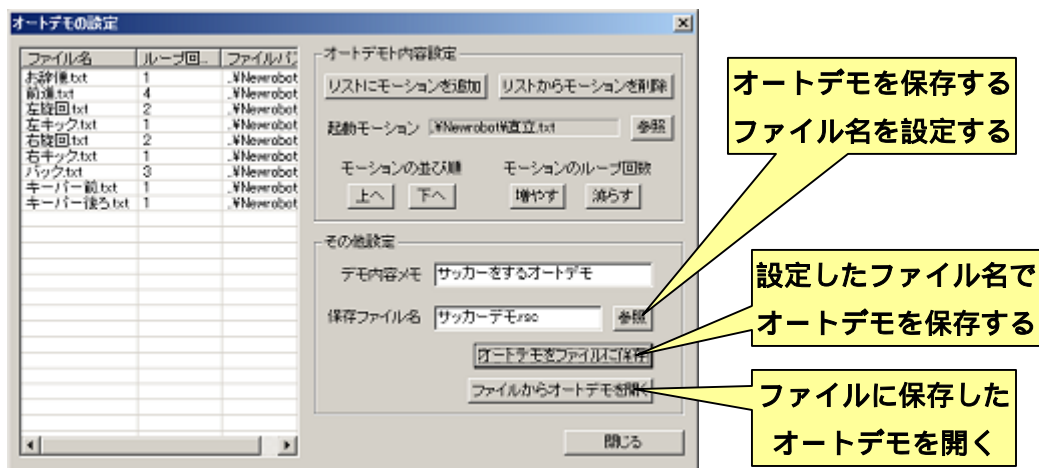 オートデモの設定
ファイル名 ループ回... ファイルパ
お辞儀.txt 1 .¥Newrobot
前進.txt 4 .¥Newrobot
左旋回.txt 2 .¥Newrobot
左キック.txt 1 .¥Newrobot
右旋回.txt 2 .¥Newrobot
右キック.txt 1 .¥Newrobot
バック.txt 3 .¥Newrobot
キーパー前.txt 1 .¥Newrobot
キーパー後ろ.txt 1 .¥Newrobot
オートデモト内容設定
リストにモーションを追加 リストからモーションを削除
起動モーション .¥Newrobot¥直立.txt 参照
モーションの並び順 モーションのループ回数
上へ 下へ 増やす 減らす
その他設定
デモ内容メモ サッカーをするオートデモ
保存ファイル名 サッカーデモ.rsc 参照
オートデモをファイルに保存
ファイルからオートデモを開く
閉じる
オートデモを保存する
ファイル名を設定する
設定したファイル名で
オートデモを保存する
ファイルに保存した
オートデモを開く